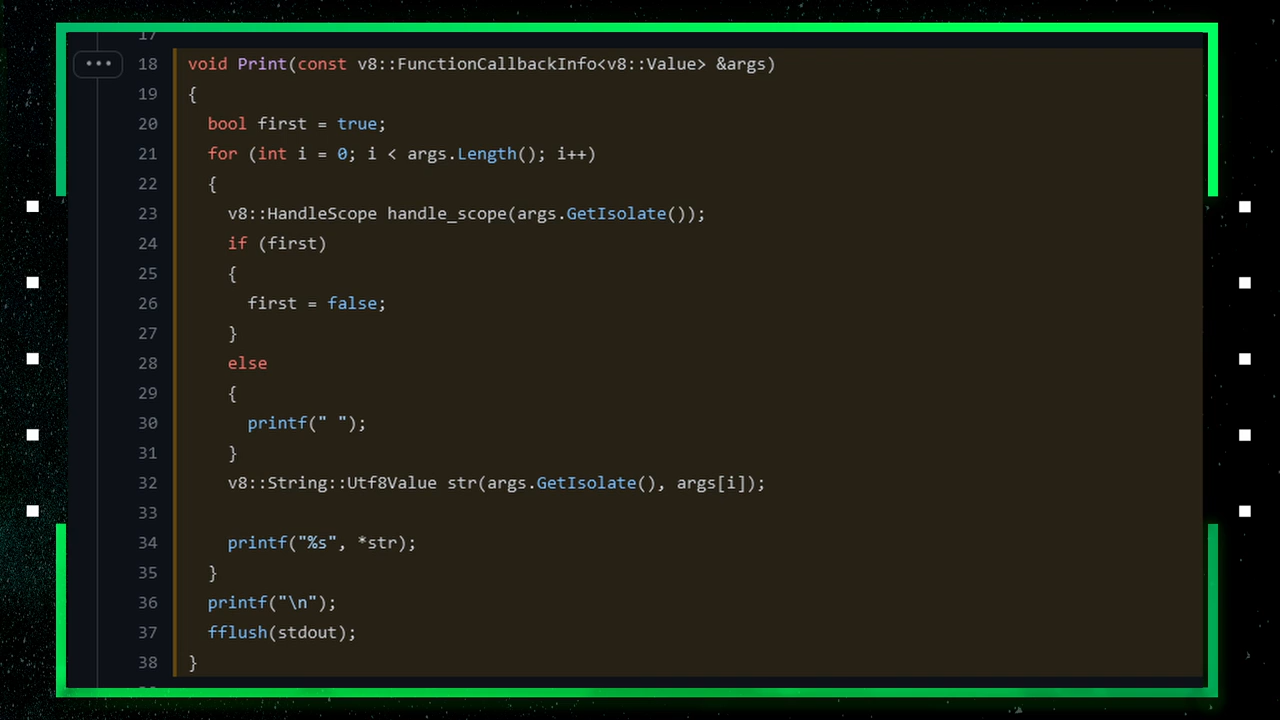 17
18 void Print(const v8::FunctionCallbackInfo<v8::Value> &args)
19 {
20   bool first = true;
21   for (int i = 0; i < args.Length(); i++)
22   {
23     v8::HandleScope handle_scope(args.GetIsolate());
24     if (first)
25     {
26       first = false;
27     }
28     else
29     {
30       printf(" ");
31     }
32     v8::String::Utf8Value str(args.GetIsolate(), args[i]);
33
34     printf("%s", *str);
35   }
36   printf("\n");
37   fflush(stdout);
38 }